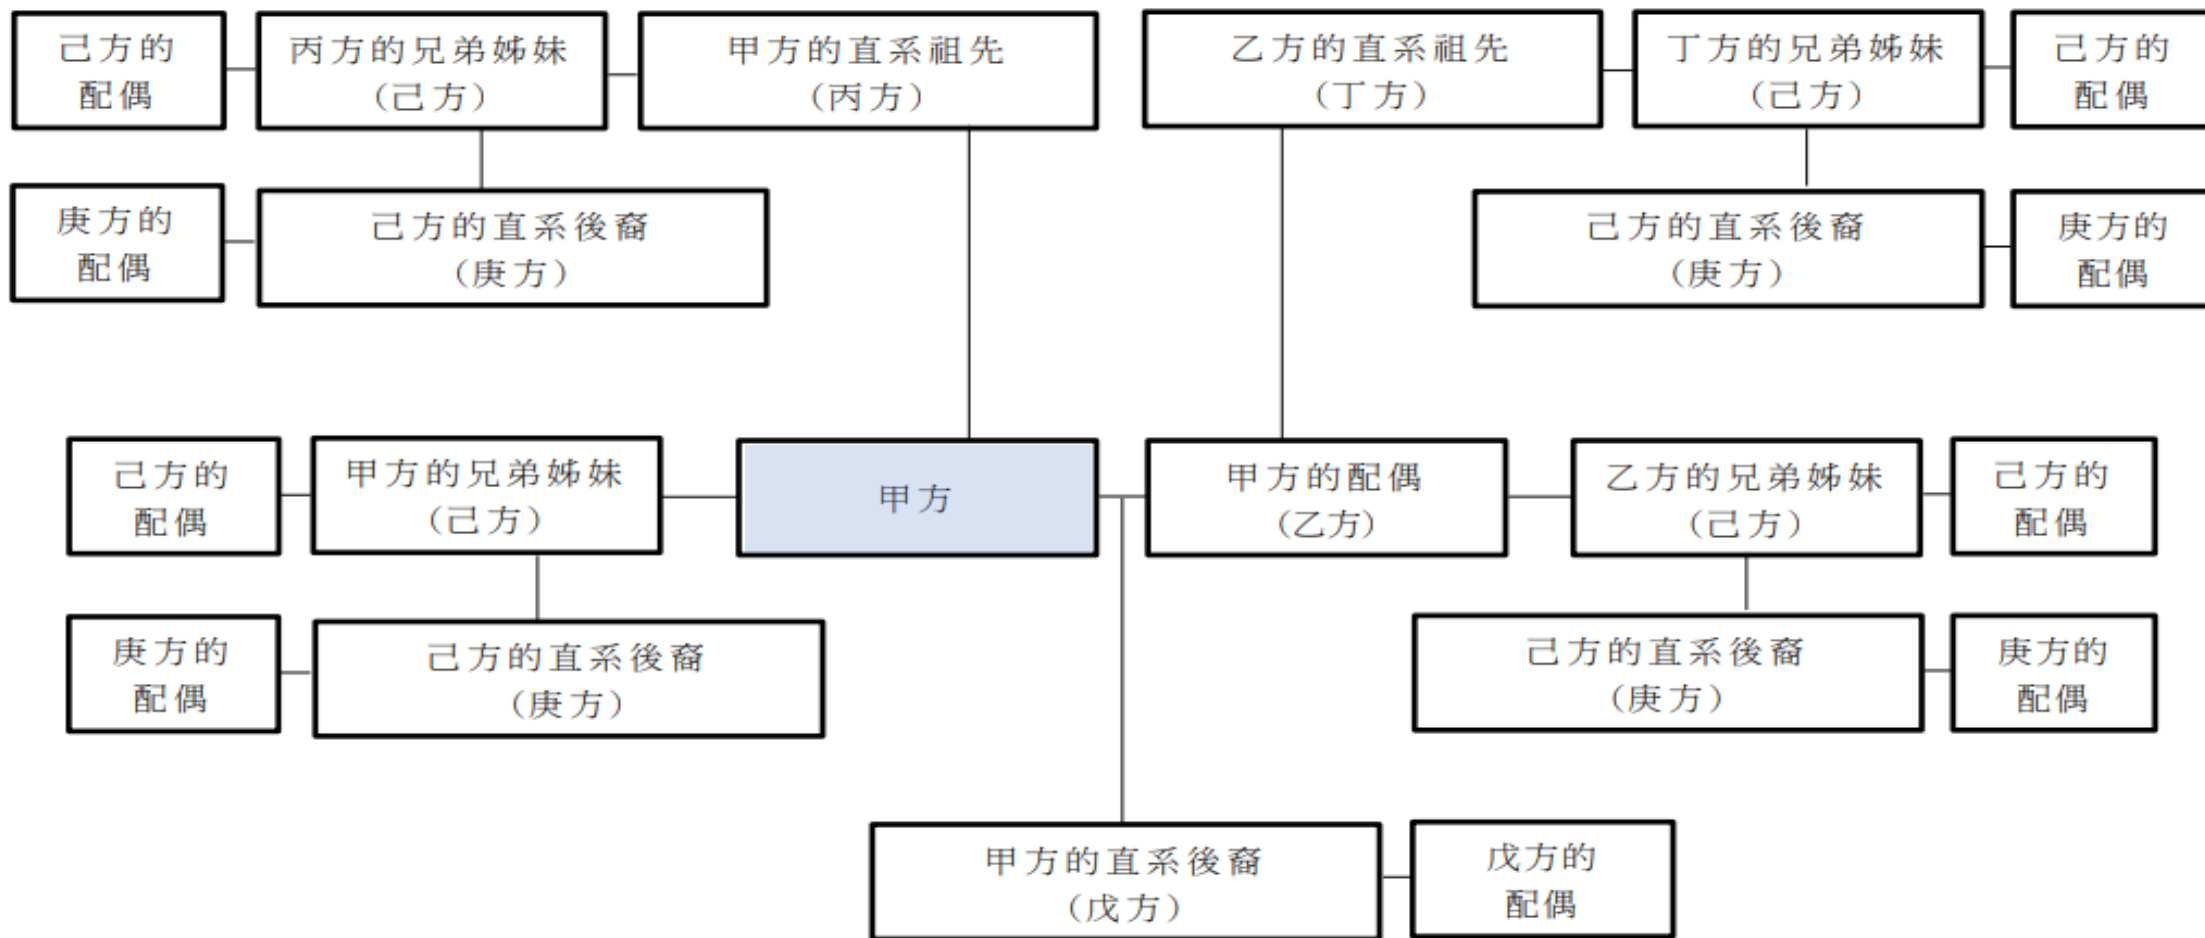 己方的
配偶
丙方的兄弟姊妹
(己方)
甲方的直系祖先
(丙方)
乙方的直系祖先
(丁方)
丁方的兄弟姊妹
(己方)
己方的
配偶
庚方的
配偶
己方的直系後裔
(庚方)
己方的直系後裔
(庚方)
庚方的
配偶
己方的
配偶
甲方的兄弟姊妹
(己方)
甲方
甲方的配偶
(乙方)
乙方的兄弟姊妹
(己方)
己方的
配偶
庚方的
配偶
己方的直系後裔
(庚方)
己方的直系後裔
(庚方)
庚方的
配偶
甲方的直系後裔
(戊方)
戊方的
配偶